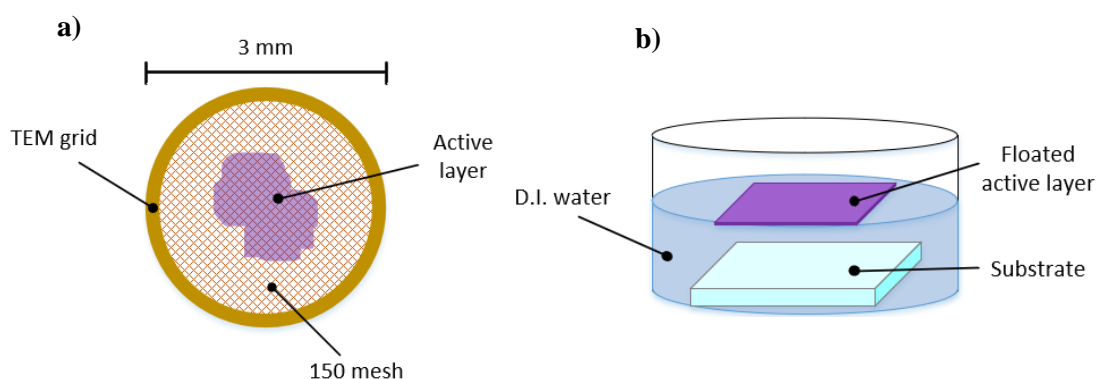 a)
3 mm
TEM grid
Active
layer
150 mesh
b)
D.I. water
Floated
active layer
Substrate